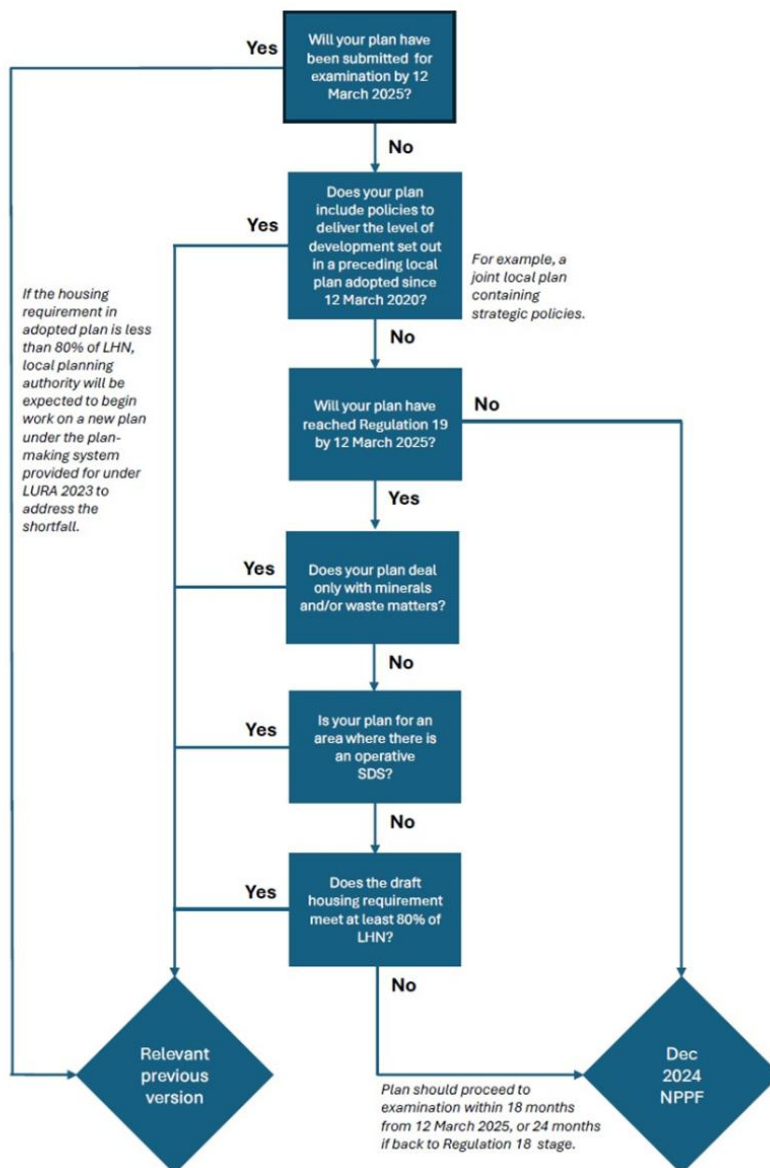 Will your plan have
been submitted for
examination by 12
March 2025?
Yes
No
Does your plan
include policies to
deliver the level of
development set out
in a preceding local
plan adopted since
12 March 2020?
Yes
For example, a
joint local plan
containing
strategic policies.
If the housing
requirement in
adopted plan is less
than 80% of LHN,
local planning
authority will be
expected to begin
work on a new plan
under the plan-
making system
provided for under
LURA 2023 to
address the
shortfall.
No
Will your plan have
reached Regulation 19
by 12 March 2025?
No
Yes
Does your plan deal
only with minerals
and/or waste matters?
Yes
No
Is your plan for an
area where there is
an operative
SDS?
Yes
No
Does the draft
housing requirement
meet at least 80% of
LHN?
Yes
No
Relevant
previous
version
Dec
2024
NPPF
Plan should proceed to
examination within 18 months
from 12 March 2025, or 24 months
if back to Regulation 18 stage.